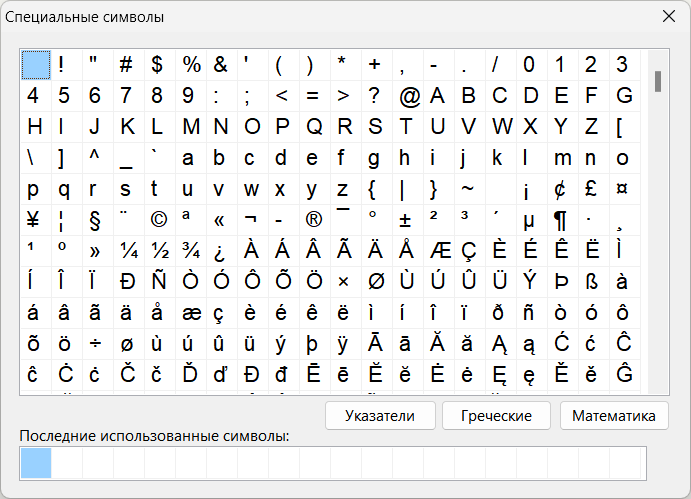 Специальные символы
! " # $ % & ' ( ) * + , - . / 0 1 2 3
4 5 6 7 8 9 : ; < = > ? @ A B C D E F G
H I J K L M N O P Q R S T U V W X Y Z [
\ ] ^ _ ` a b c d e f g h i j k l m n o
p q r s t u v w x y z { | } ~ ¡ ¢ £ ¤
¥ ¦ § ¨ © ª « ¬ - ® ¯ ° ± ² ³ ´ µ ¶ · ¸
¹ º » ¼ ½ ¾ ¿ À Á Â Ã Ä Å Æ Ç È É Ê Ë Ì
Í Î Ï Ð Ñ Ò Ó Ô Õ Ö × Ø Ù Ú Û Ü Ý Þ ß à
á â ã ä å æ ç è é ê ë ì í î ï ð ñ ò ó ô
õ ö ÷ ø ù ú û ü ý þ ÿ Ā ā Ă ă Ą ą Ć ć Ĉ
ĉ Ċ ċ Č č Ď ď Đ đ Ē ē Ĕ ĕ Ė ė Ę ę Ě ě Ĝ
Указатели Греческие Математика
Последние использованные символы: